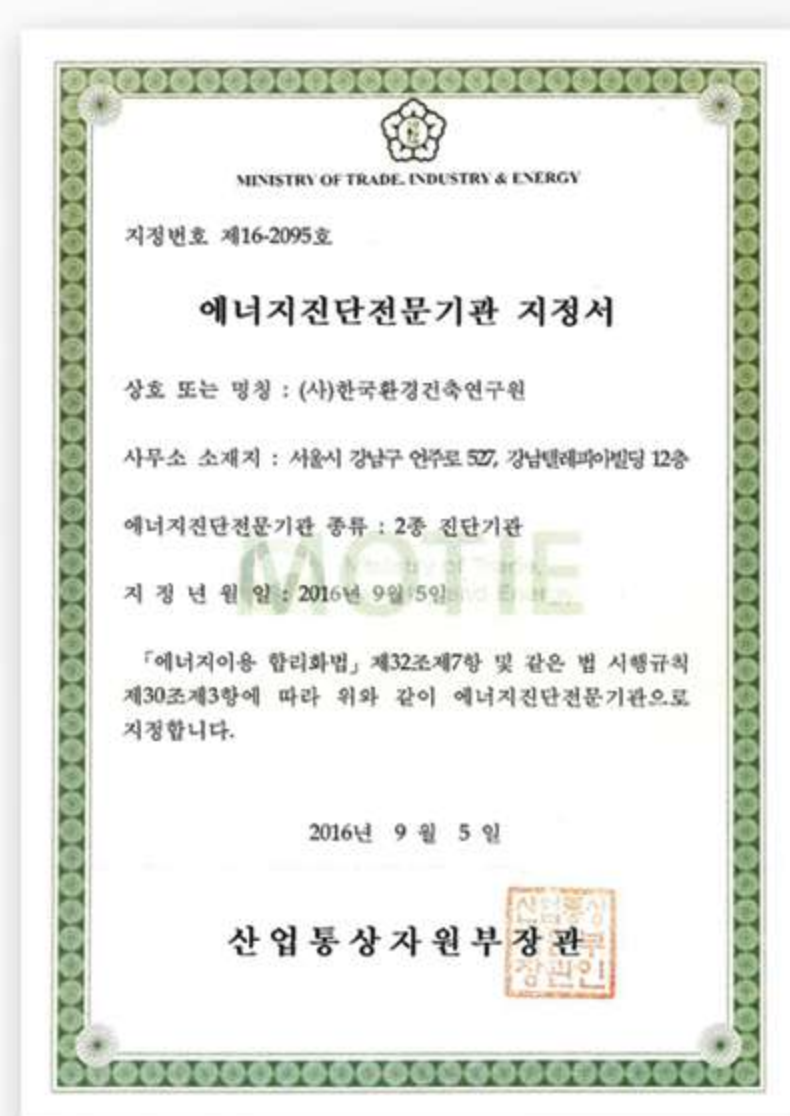 MINISTRY OF TRADE, INDUSTRY & ENERGY
지정번호 제16-2095호
에너지진단전문기관 지정서
상호 또는 명칭 : (사)한국환경건축연구원
사무소 소재지 : 서울시 강남구 언주로 527, 강남텔레피아빌딩 12층
에너지진단전문기관 종류 : 2종 진단기관
MOTIE
지 정 년 월 일 : 2016년 9월 5일
「에너지이용 합리화법」 제32조제7항 및 같은 법 시행규칙
제30조제3항에 따라 위와 같이 에너지진단전문기관으로
지정합니다.
2016년 9 월 5 일
산업통상자원부장관